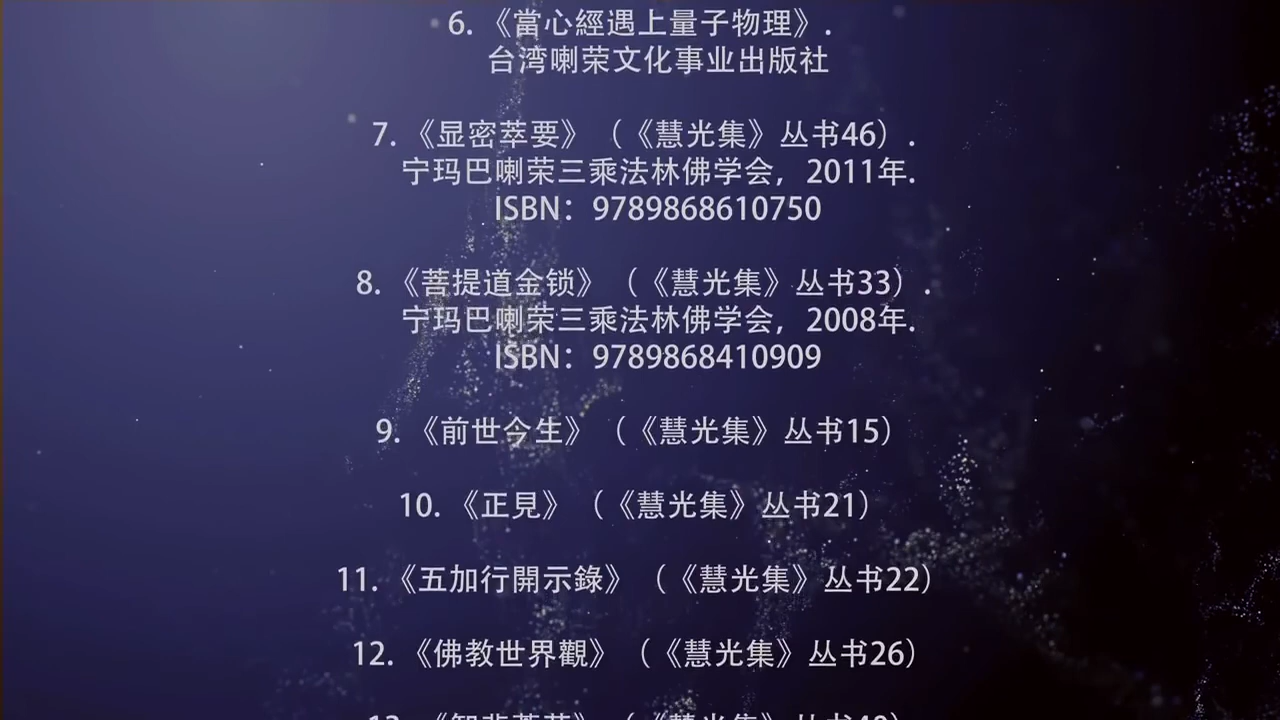 6. 《當心經遇上量子物理》.
台湾喇荣文化事业出版社
7. 《显密萃要》（《慧光集》丛书46）.
宁玛巴喇荣三乘法林佛学会，2011年.
ISBN：9789868610750
8. 《菩提道金锁》（《慧光集》丛书33）.
宁玛巴喇荣三乘法林佛学会，2008年.
ISBN：9789868410909
9. 《前世今生》（《慧光集》丛书15）
10. 《正見》（《慧光集》丛书21）
11. 《五加行開示錄》（《慧光集》丛书22）
12. 《佛教世界觀》（《慧光集》丛书26）